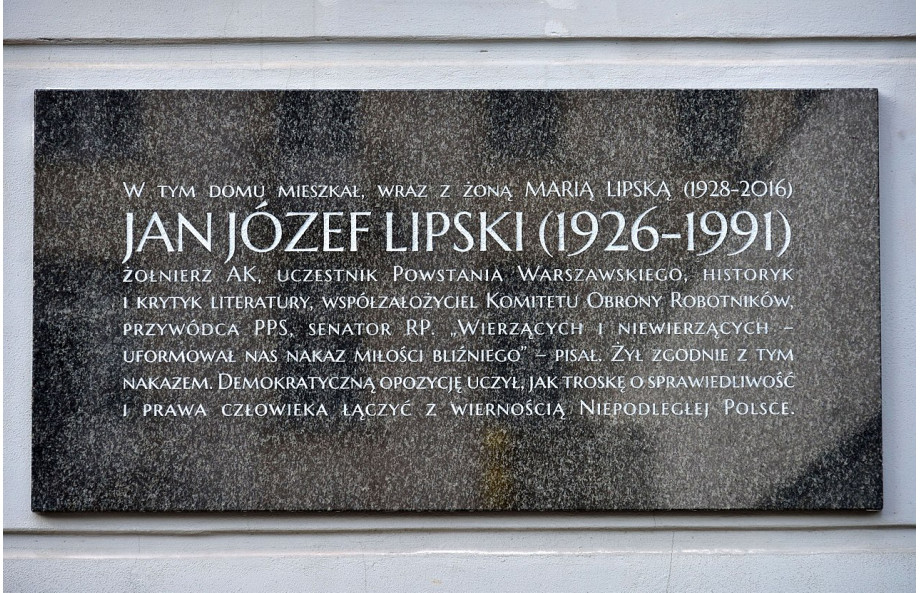 W TYM DOMU MIESZKAŁ, WRAZ Z ŻONĄ MARIĄ LIPSKĄ (1928-2016)
JAN JÓZEF LIPSKI (1926-1991)
ŻOŁNIERZ AK, UCZESTNIK POWSTANIA WARSZAWSKIEGO, HISTORYK
I KRYTYK LITERATURY, WSPÓŁZAŁOŻYCIEL KOMITETU OBRONY ROBOTNIKÓW,
PRZYWÓDCA PPS, SENATOR RP. „WIERZĄCYCH I NIEWIERZĄCYCH –
UFORMOWAŁ NAS NAKAZ MIŁOŚCI BLIŹNIEGO” – PISAŁ. ŻYŁ ZGODNIE Z TYM
NAKAZEM. DEMOKRATYCZNĄ OPOZYCJĘ UCZYŁ, JAK TROSKĘ O SPRAWIEDLIWOŚĆ
I PRAWA CZŁOWIEKA ŁĄCZYĆ Z WIERNOŚCIĄ NIEPODLEGŁEJ POLSCE.